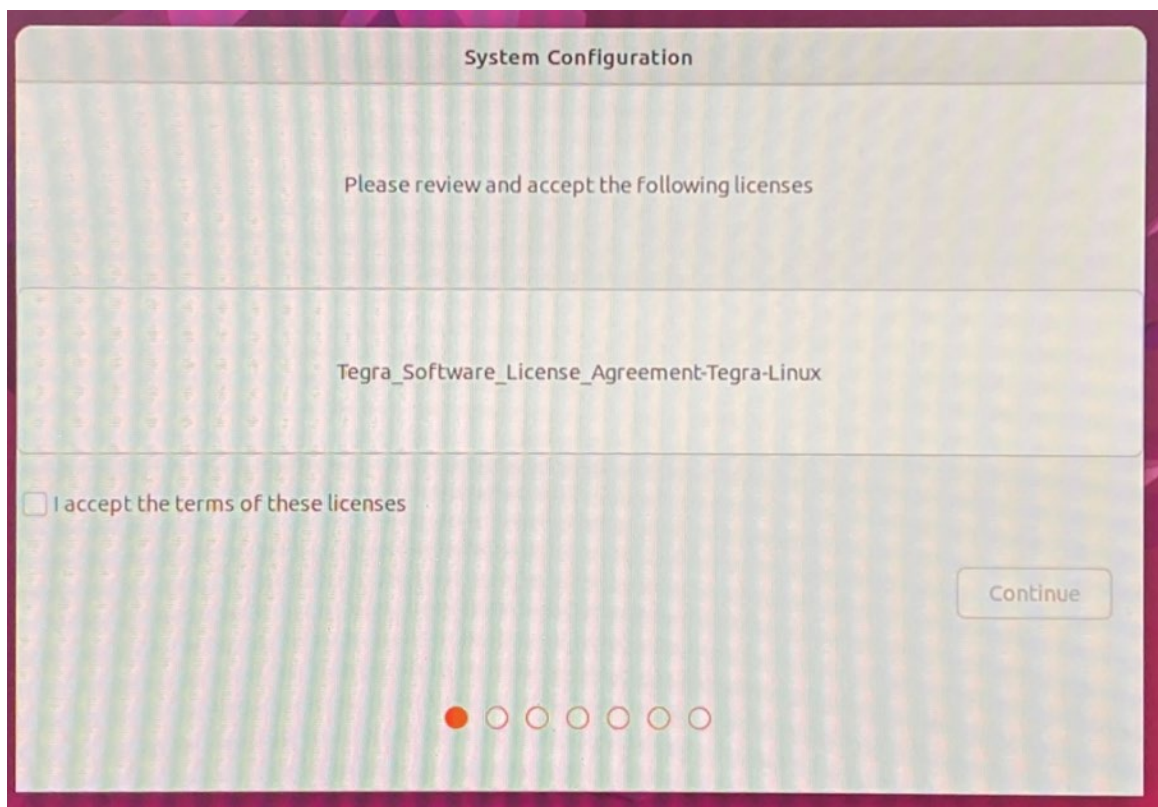 System Configuration
Please review and accept the following licenses
Tegra_Software_License_Agreement-Tegra-Linux
I accept the terms of these licenses
Continue